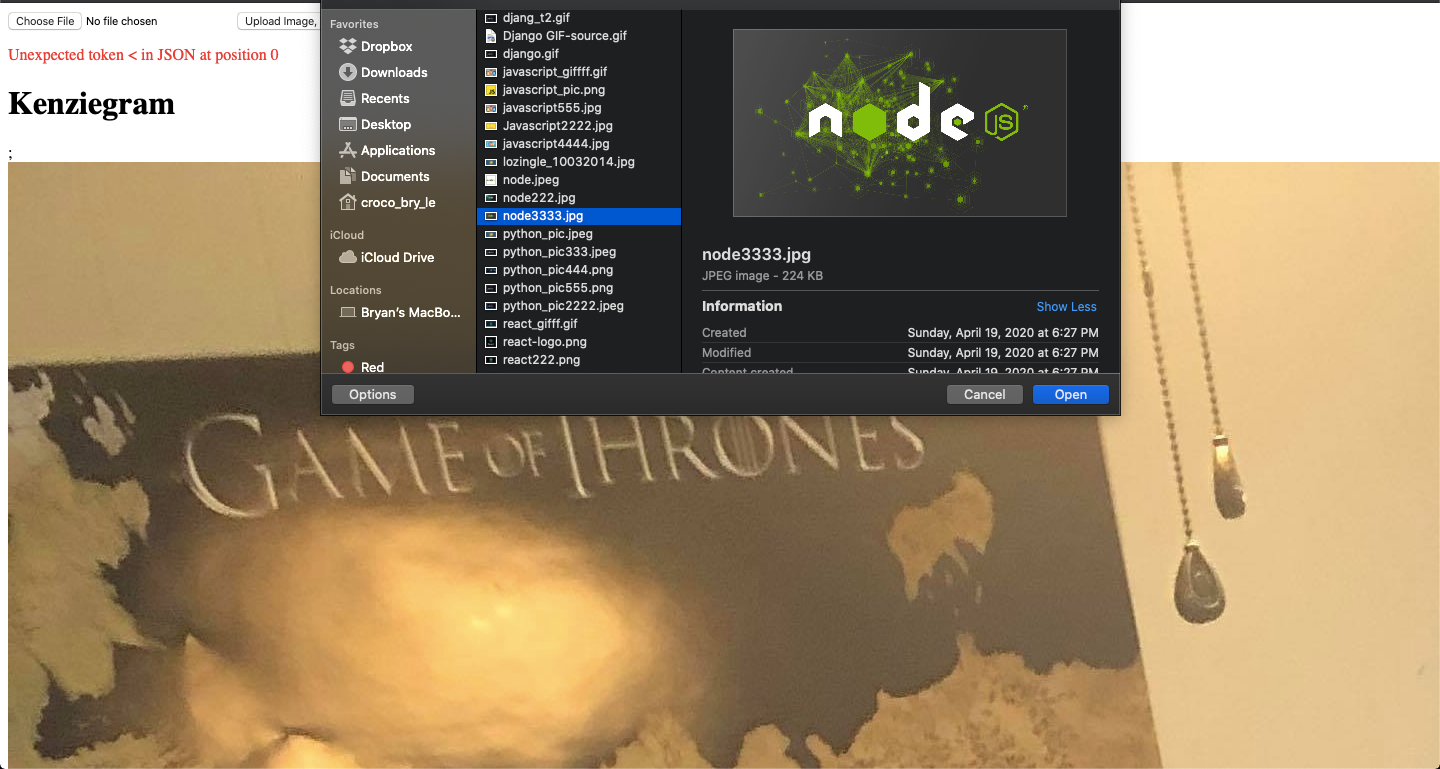 Choose File No file chosen
Upload Image,
Unexpected token < in JSON at position 0
Kenziegram
;
Favorites
Dropbox
Downloads
Recents
Desktop
Applications
Documents
croco_bry_le
iCloud
iCloud Drive
Locations
Bryan's MacBo...
Tags
Red
djang_t2.gif
Django GIF-source.gif
django.gif
javascript_giffff.gif
javascript_pic.png
javascript555.jpg
Javascript2222.jpg
javascript4444.jpg
lozingle_10032014.jpg
node.jpeg
node222.jpg
node3333.jpg
python_pic.jpeg
python_pic333.jpeg
python_pic444.png
python_pic555.png
python_pic2222.jpeg
react_gifff.gif
react-logo.png
react222.png
node JS
node3333.jpg
JPEG image - 224 KB
Information Show Less
Created Sunday, April 19, 2020 at 6:27 PM
Modified Sunday, April 19, 2020 at 6:27 PM
Content created Sunday, April 19, 2020 at 6:27 PM
Options Cancel Open
GAME OF THRONES